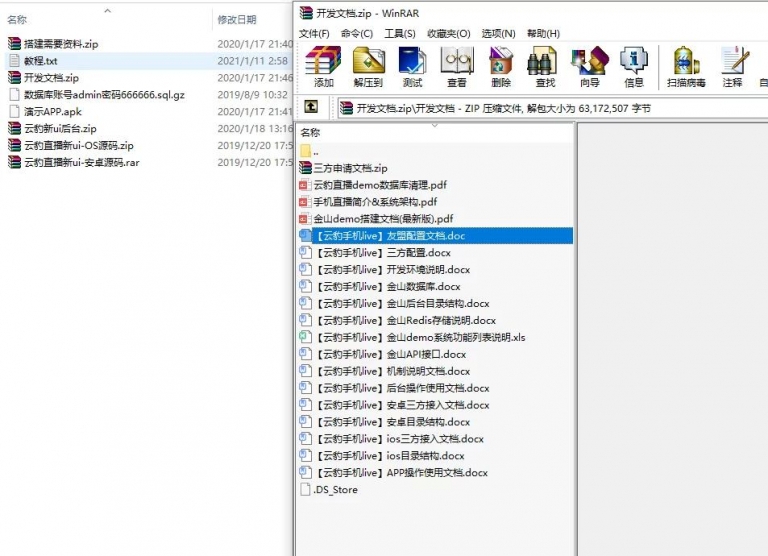 名称 修改日期
搭建需要资料.zip 2020/1/17 21:40
教程.txt 2021/1/11 2:58
开发文档.zip 2020/1/17 21:46
数据库账号admin密码666666.sql.gz 2019/8/9 10:32
演示APP.apk 2020/1/17 21:41
云豹新ui后台.zip 2020/1/18 13:16
云豹直播新ui-OS源码.zip 2019/12/20 17:5
云豹直播新ui-安卓源码.rar 2019/12/20 17:5
开发文档.zip - WinRAR
文件(F) 命令(C) 工具(S) 收藏夹(O) 选项(N) 帮助(H)
添加 解压到 测试 查看 删除 查找 向导 信息 扫描病毒 注释 自
开发文档.zip\开发文档 - ZIP 压缩文件, 解包大小为 63,172,507 字节
名称
..
三方申请文档.zip
云豹直播demo数据库清理.pdf
手机直播简介&系统架构.pdf
金山demo搭建文档(最新版).pdf
【云豹手机live】友盟配置文档.doc
【云豹手机live】三方配置.docx
【云豹手机live】开发环境说明.docx
【云豹手机live】金山数据库.docx
【云豹手机live】金山后台目录结构.docx
【云豹手机live】金山Redis存储说明.docx
【云豹手机live】金山demo系统功能列表说明.xls
【云豹手机live】金山API接口.docx
【云豹手机live】机制说明文档.docx
【云豹手机live】后台操作使用文档.docx
【云豹手机live】安卓三方接入文档.docx
【云豹手机live】安卓目录结构.docx
【云豹手机live】ios三方接入文档.docx
【云豹手机live】ios目录结构.docx
【云豹手机live】APP操作使用文档.docx
.DS_Store